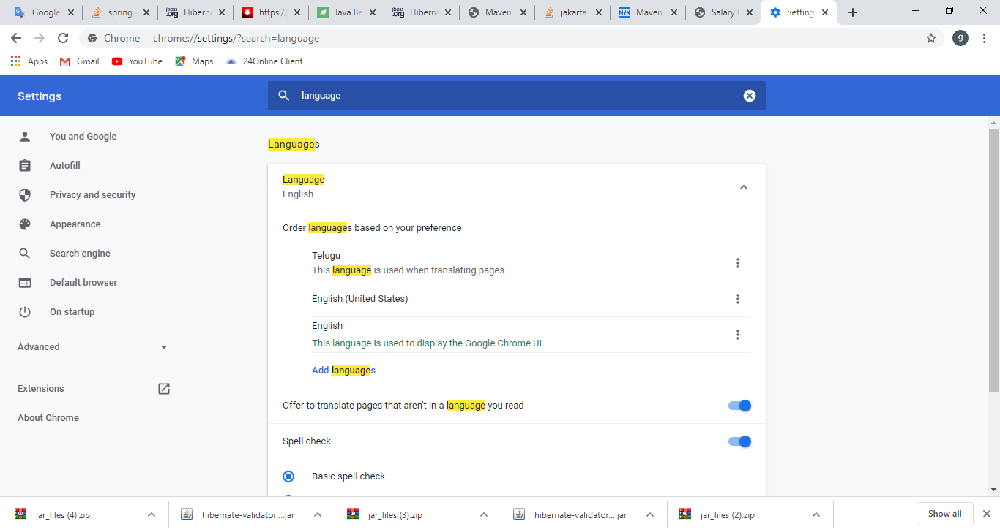 Google
spring
Hiberna
https:/
Java Be
Hiberna
Maven
jakarta
Maven
Salary
Setting
Chrome
chrome://settings/?search=language
g
Apps
Gmail
YouTube
Maps
24Online Client
Settings
language
You and Google
Autofill
Privacy and security
Appearance
Search engine
Default browser
On startup
Advanced
Extensions
About Chrome
Languages
Language
English
Order languages based on your preference
Telugu
This language is used when translating pages
English (United States)
English
This language is used to display the Google Chrome UI
Add languages
Offer to translate pages that aren't in a language you read
Spell check
Basic spell check
jar_files (4).zip
hibernate-validator....jar
jar_files (3).zip
hibernate-validator....jar
jar_files (2).zip
Show all